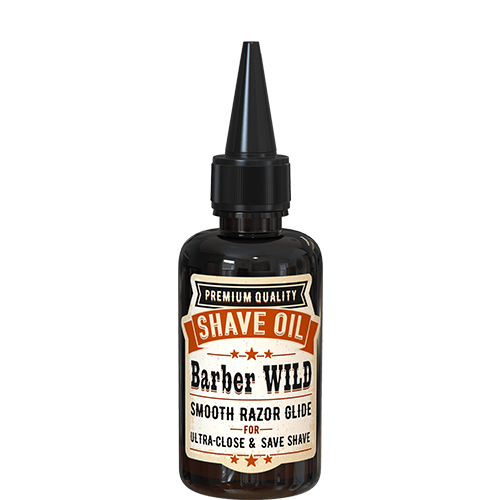 PREMIUM QUALITY
SHAVE OIL
Barber WILD
SMOOTH RAZOR GLIDE
FOR
ULTRA-CLOSE & SAVE SHAVE